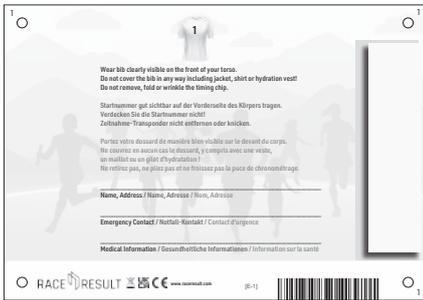 1
1
1
Wear bib clearly visible on the front of your torso.
Do not cover the bib in any way including jacket, shirt or hydration vest!
Do not remove, fold or wrinkle the timing chip.
Startnummer gut sichtbar auf der Vorderseite des Körpers tragen.
Verdecken Sie die Startnummer nicht!
Zeitnahme-Transponder nicht entfernen oder knicken.
Portez votre dossard de manière bien visible sur le devant du corps.
Ne couvrez en aucun cas le dossard, y compris avec une veste,
un maillot ou un gilet d'hydratation !
Ne retirez pas, ne pliez pas et ne froissez pas la puce de chronométrage.
Name, Address / Name, Adresse / Nom, Adresse
Emergency Contact / Notfall-Kontakt / Contact d'urgence
Medical Information / Gesundheitliche Informationen / Information sur la santé
RACE RESULT UK CA CE www.raceresult.com [E-1]
1